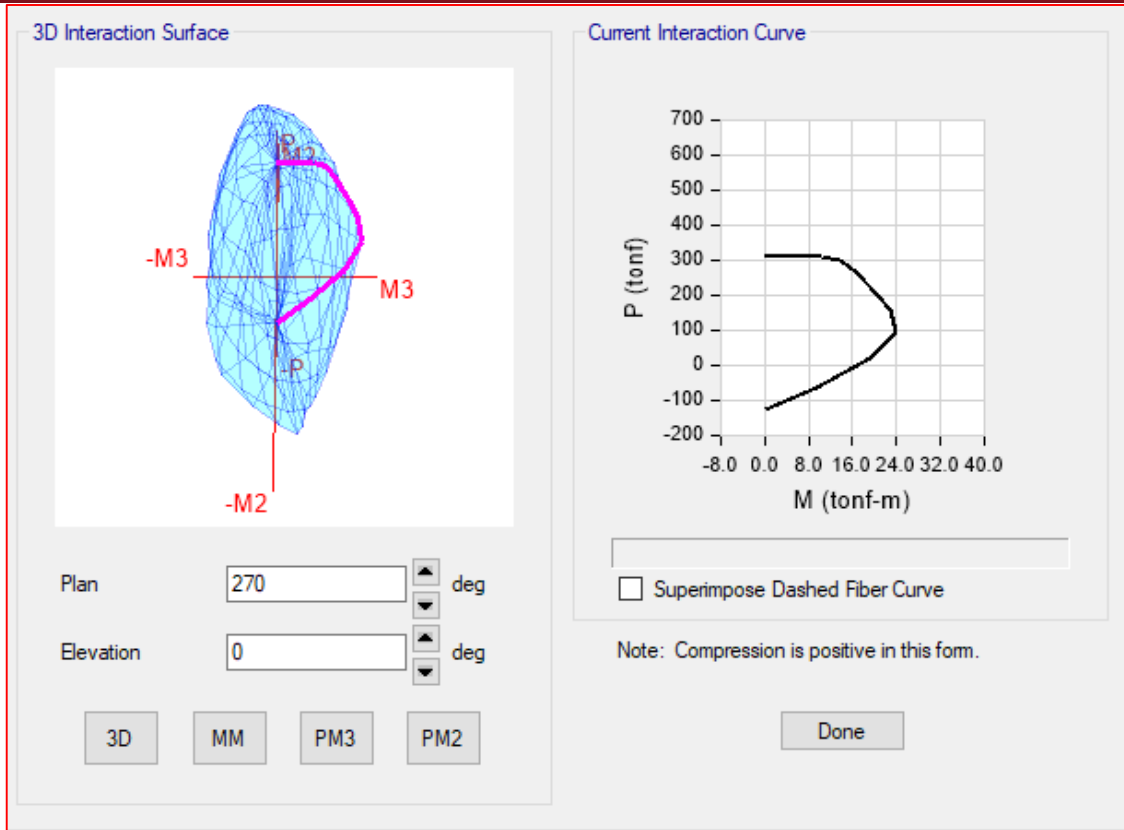 3D Interaction Surface
P
-M3
M3
-P
-M2
Plan
270
deg
Elevation
0
deg
3D
MM
PM3
PM2
Current Interaction Curve
700
600
500
400
300
200
100
0
-100
-200
P (tonf)
-8.0 0.0 8.0 16.0 24.0 32.0 40.0
M (tonf-m)
Superimpose Dashed Fiber Curve
Note: Compression is positive in this form.
Done